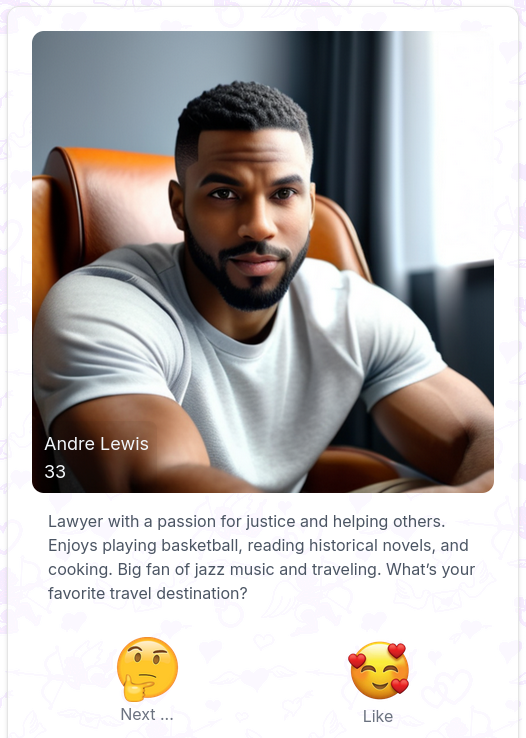 Andre Lewis
33
Lawyer with a passion for justice and helping others.
Enjoys playing basketball, reading historical novels, and
cooking. Big fan of jazz music and traveling. What’s your
favorite travel destination?
Next ...
Like